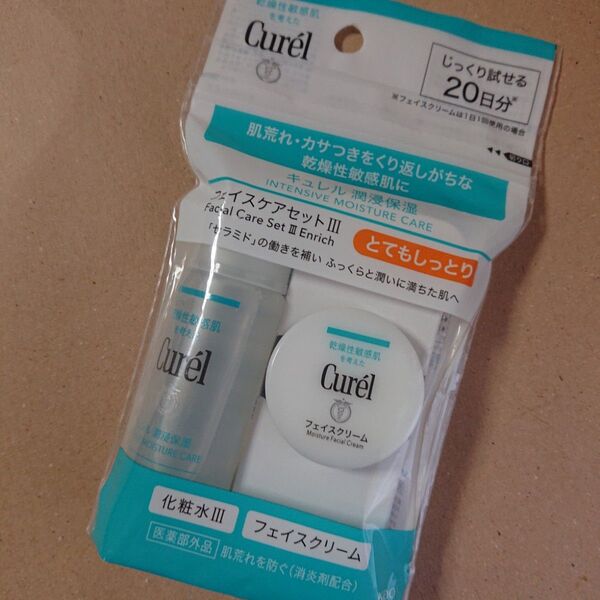 乾燥性敏感肌
を考えた
Curél
じっくり試せる
20日分※
※フェイスクリームは1日1回使用の場合
肌荒れ・カサつきをくり返しがちな
乾燥性敏感肌に
キュレル 潤浸保湿
INTENSIVE MOISTURE CARE
フェイスケアセットⅢ
Facial Care Set Ⅲ Enrich
とてもしっとり
「セラミド」の働きを補い ふっくらと潤いに満ちた肌へ
燥性敏感肌
を考えた
Curél
潤浸保湿
MOISTURE CARE
乾燥性敏感肌
を考えた
Curél
フェイスクリーム
Moisture Facial Cream
化粧水Ⅲ
フェイスクリーム
医薬部外品
肌荒れを防ぐ（消炎剤配合）